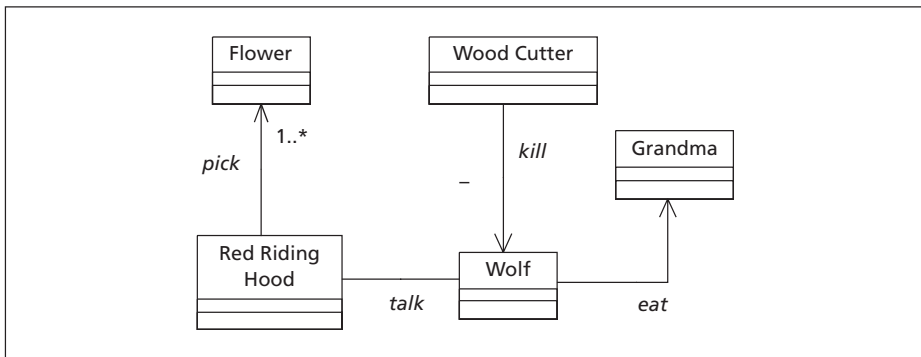 Flower
Wood Cutter
1..*
kill
Grandma
pick
–
Red Riding
Hood
Wolf
talk
eat